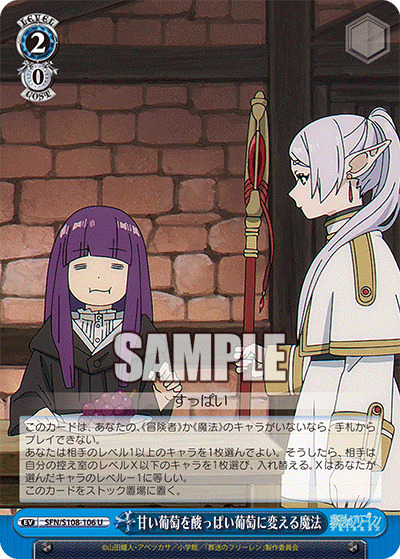 LEVEL
2
0
COST
SAMPLE
すっぱい
このカードは、あなたの、《冒険者》か《魔法》のキャラがいないなら、手札から
プレイできない。
あなたは相手のレベル1以上のキャラを1枚選んでよい。そうしたら、相手は
自分の控え室のレベルX以下のキャラを1枚選び、入れ替える。Xはあなたが
選んだキャラのレベルー1に等しい。
このカードをストック置場に置く。
EV
SFN/S108-106 U
甘い葡萄を酸っぱい葡萄に変える魔法
葬送のフリーレン
©山田鐘人・アベツカサ/小学館/「葬送のフリーレン」製作委員会